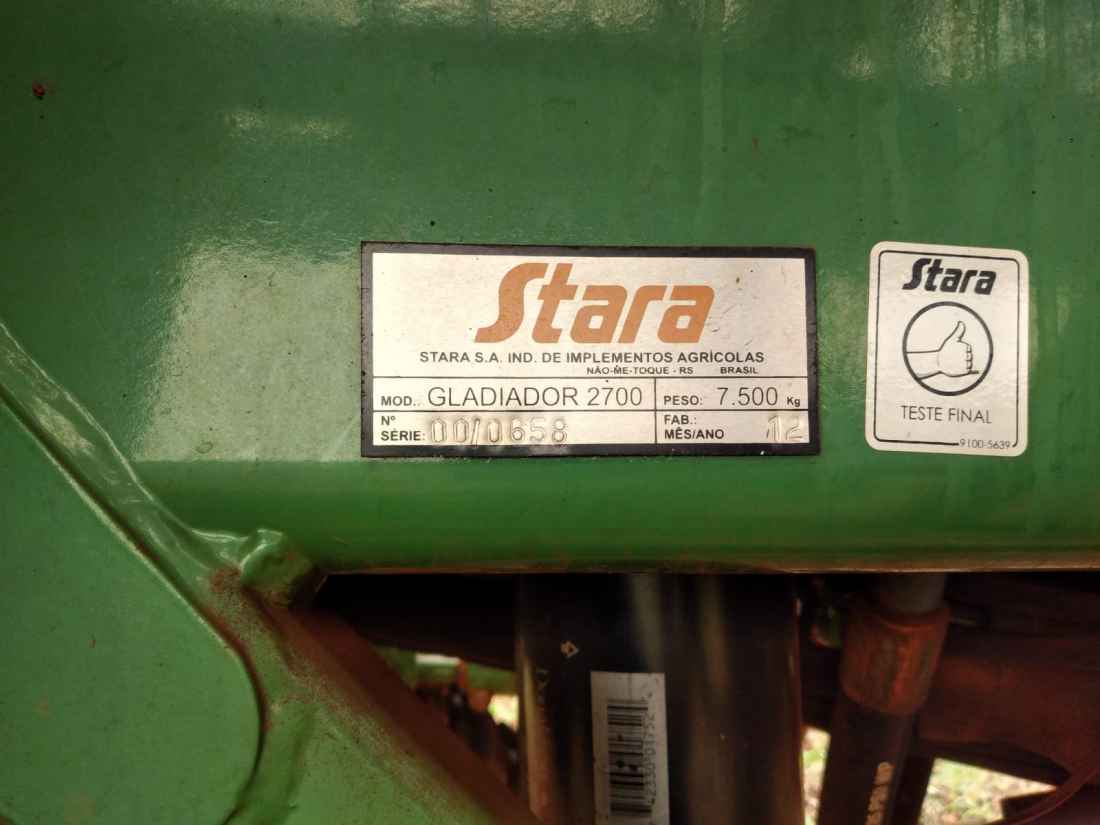 Stara
STARA S.A. IND. DE IMPLEMENTOS AGRÍCOLAS
NÃO-ME-TOQUE - RS BRASIL
MOD.: GLADIADOR 2700 PESO: 7.500 Kg
Nº SÉRIE: 00/0658 FAB.: MÊS/ANO 12
Stara
TESTE FINAL
9100-5639